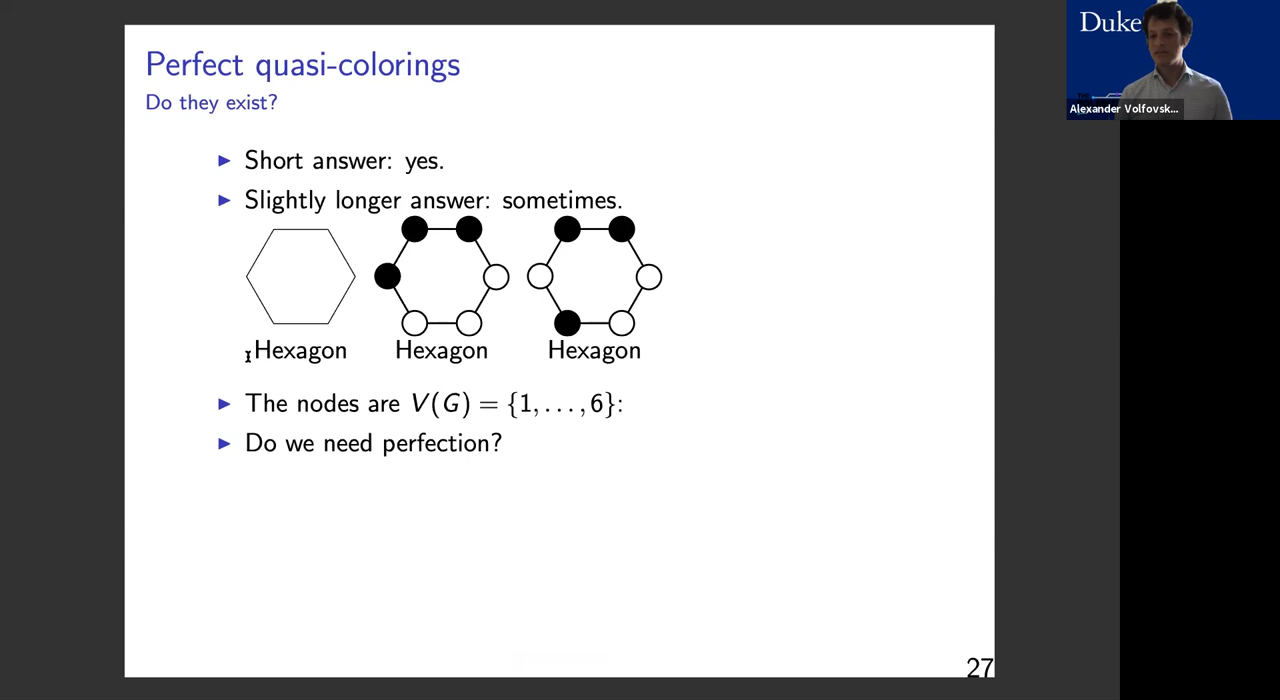 Perfect quasi-colorings
Do they exist?
▶ Short answer: yes.
▶ Slightly longer answer: sometimes.
Hexagon Hexagon Hexagon
▶ The nodes are V(G) = {1, . . . , 6}:
▶ Do we need perfection?
27
Duke
Alexander Volfovsk...